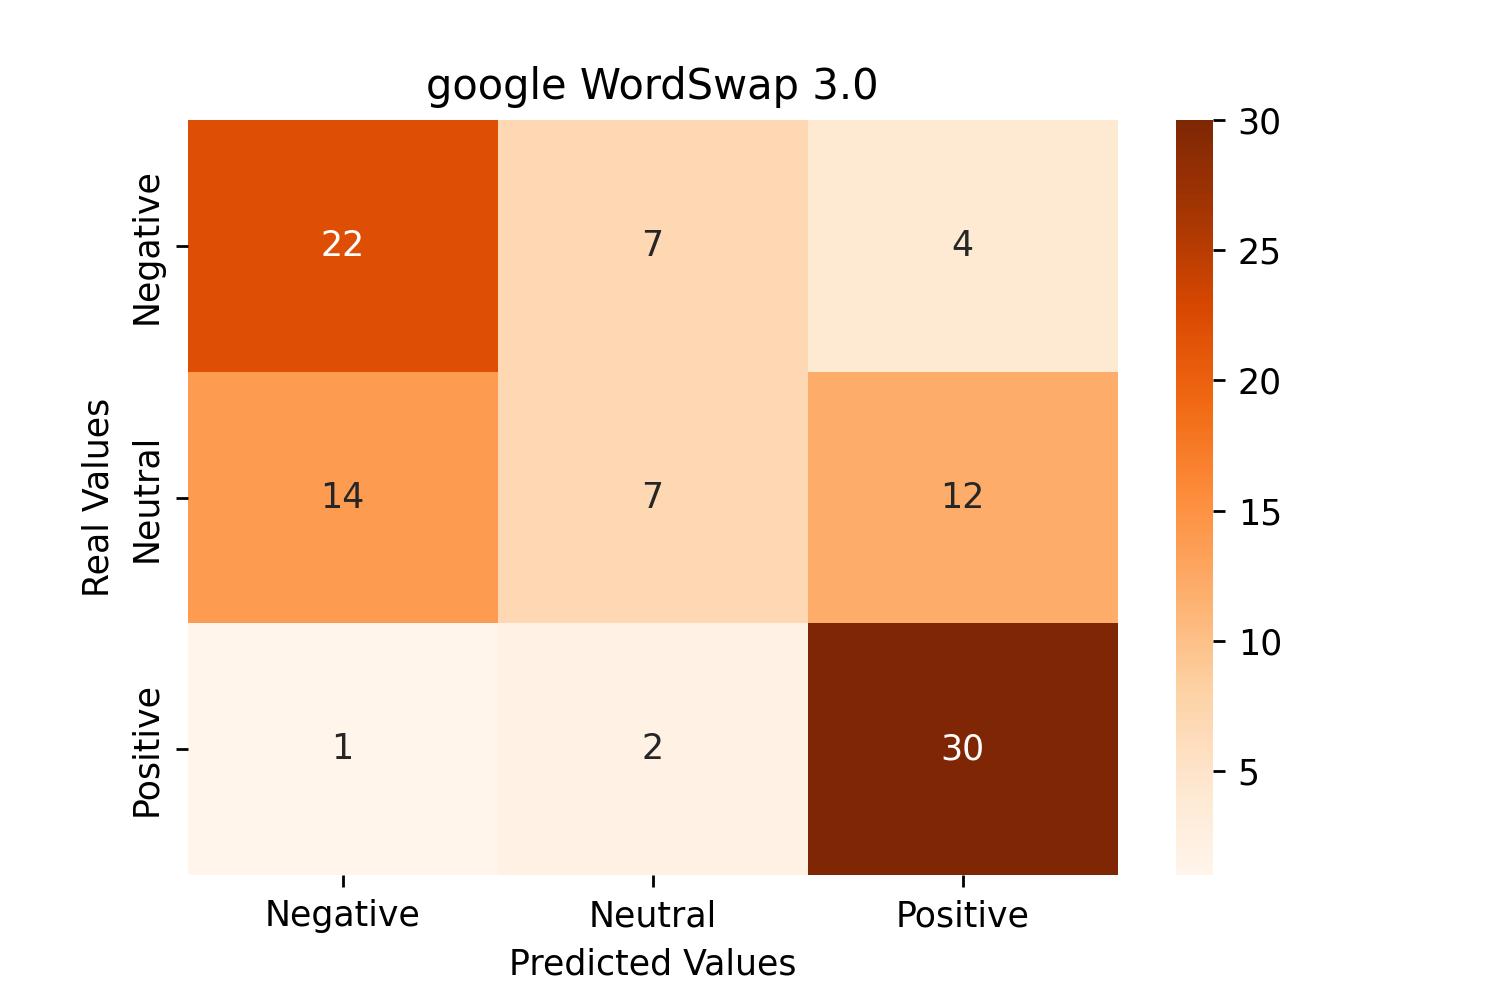 google WordSwap 3.0
Real Values
Negative
22 7 4
Neutral
14 7 12
Positive
1 2 30
Negative Neutral Positive
Predicted Values
30
25
20
15
10
5